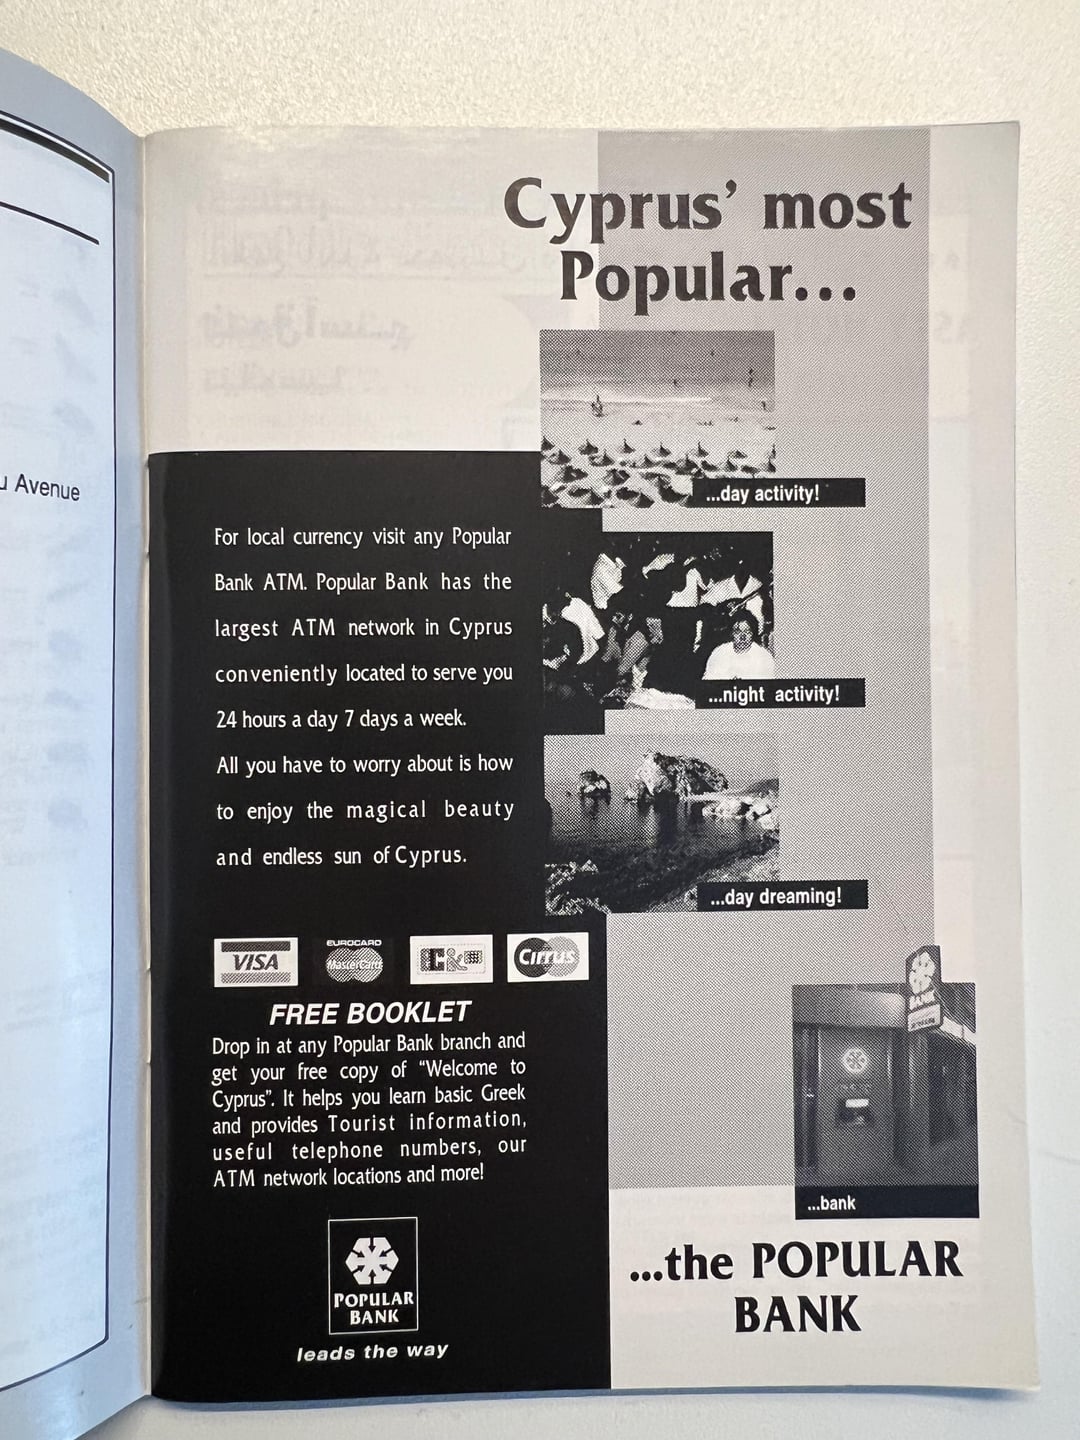 u Avenue
Cyprus’ most
Popular...
...day activity!
...night activity!
...day dreaming!
For local currency visit any Popular
Bank ATM. Popular Bank has the
largest ATM network in Cyprus
conveniently located to serve you
24 hours a day 7 days a week.
All you have to worry about is how
to enjoy the magical beauty
and endless sun of Cyprus.
VISA
EUROCARD
MasterCard
Cirrus
FREE BOOKLET
Drop in at any Popular Bank branch and
get your free copy of “Welcome to
Cyprus”. It helps you learn basic Greek
and provides Tourist information,
useful telephone numbers, our
ATM network locations and more!
POPULAR
BANK
leads the way
BANK
...bank
...the POPULAR
BANK